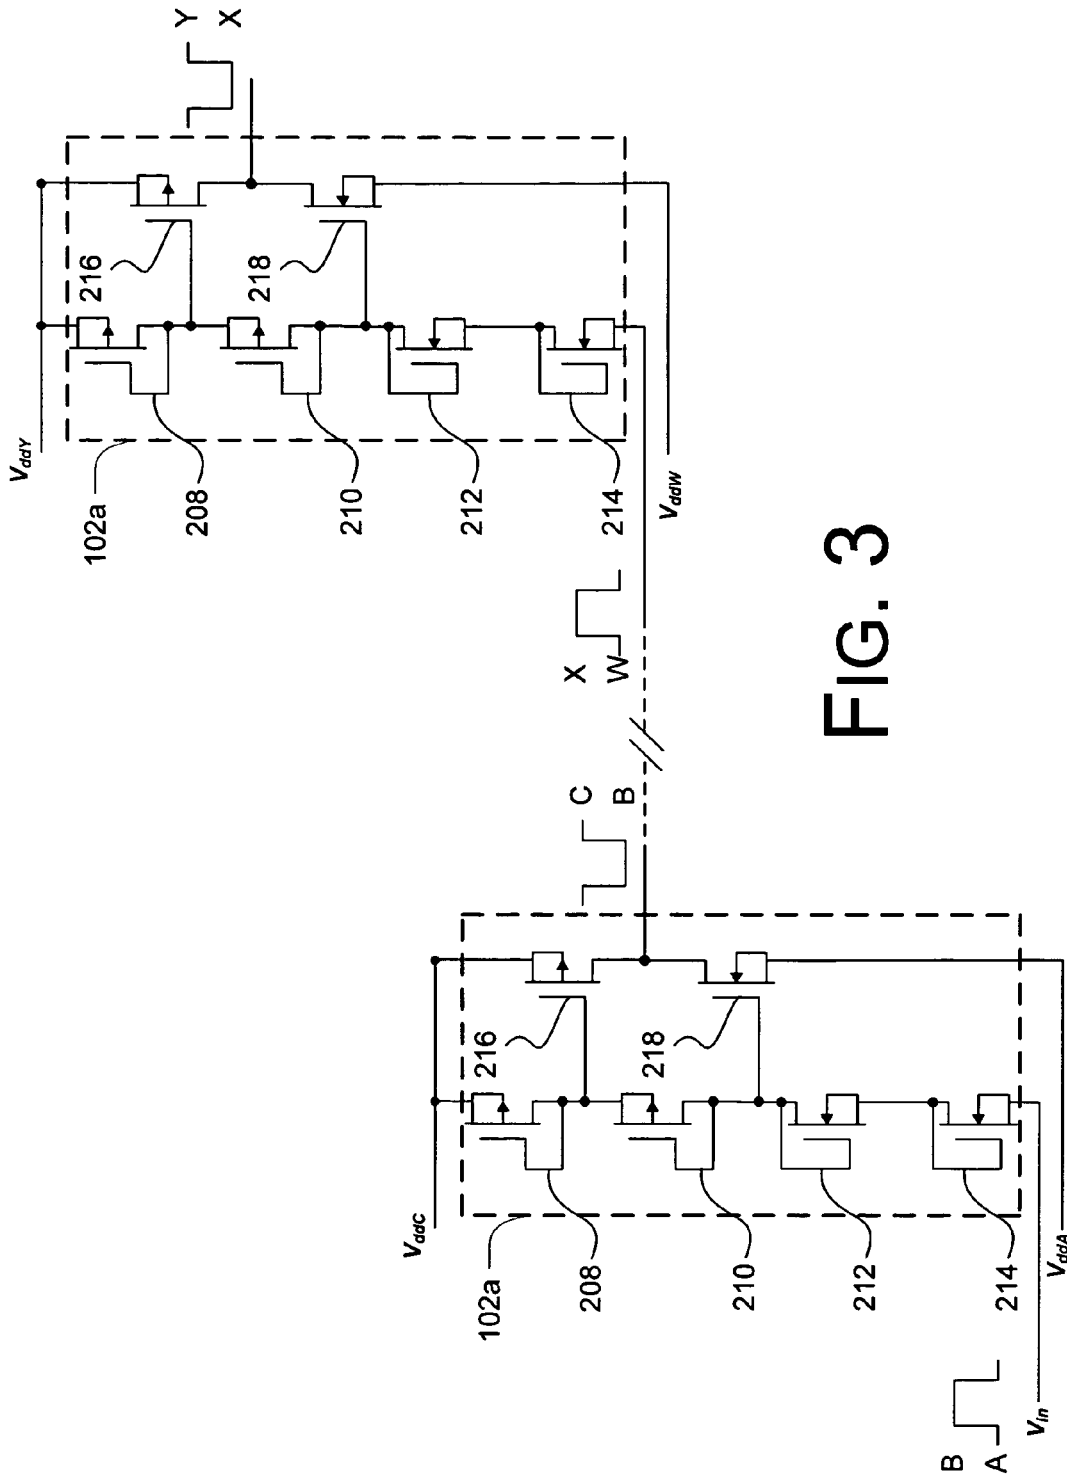 Y
X
V_ddY
102a
208
216
210
218
212
214
V_ddW
X
W
FIG. 3
C
B
V_ddC
102a
208
216
210
218
212
214
V_ddA
V_in
B
A